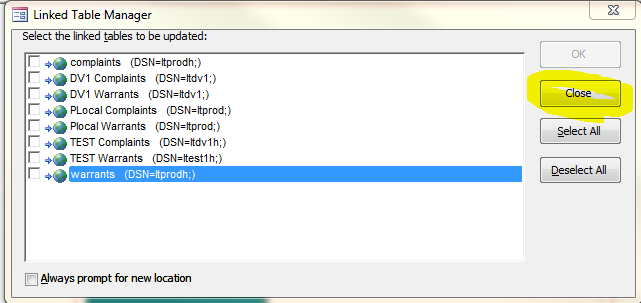 Linked Table Manager
Select the linked tables to be updated:
complaints (DSN=ltprodh;)
DV1 Complaints (DSN=ltdv1;)
DV1 Warrants (DSN=ltdv1;)
PLocal Complaints (DSN=ltprod;)
Plocal Warrants (DSN=ltprod;)
TEST Complaints (DSN=ltdv1h;)
TEST Warrants (DSN=ltest1h;)
warrants (DSN=ltprodh;)
OK
Close
Select All
Deselect All
Always prompt for new location